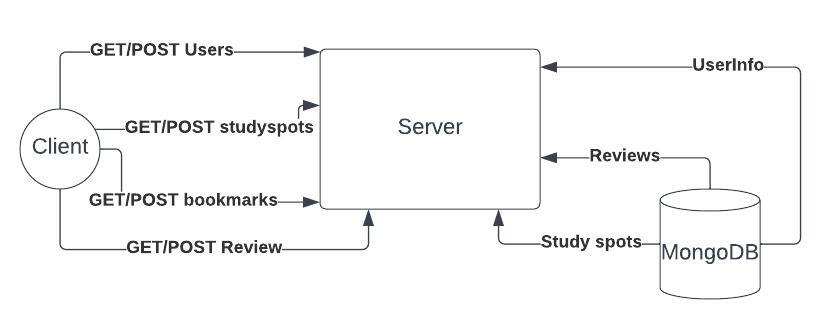 GET/POST Users
UserInfo
GET/POST studyspots
Server
Client
Reviews
GET/POST bookmarks
Study spots
GET/POST Review
MongoDB